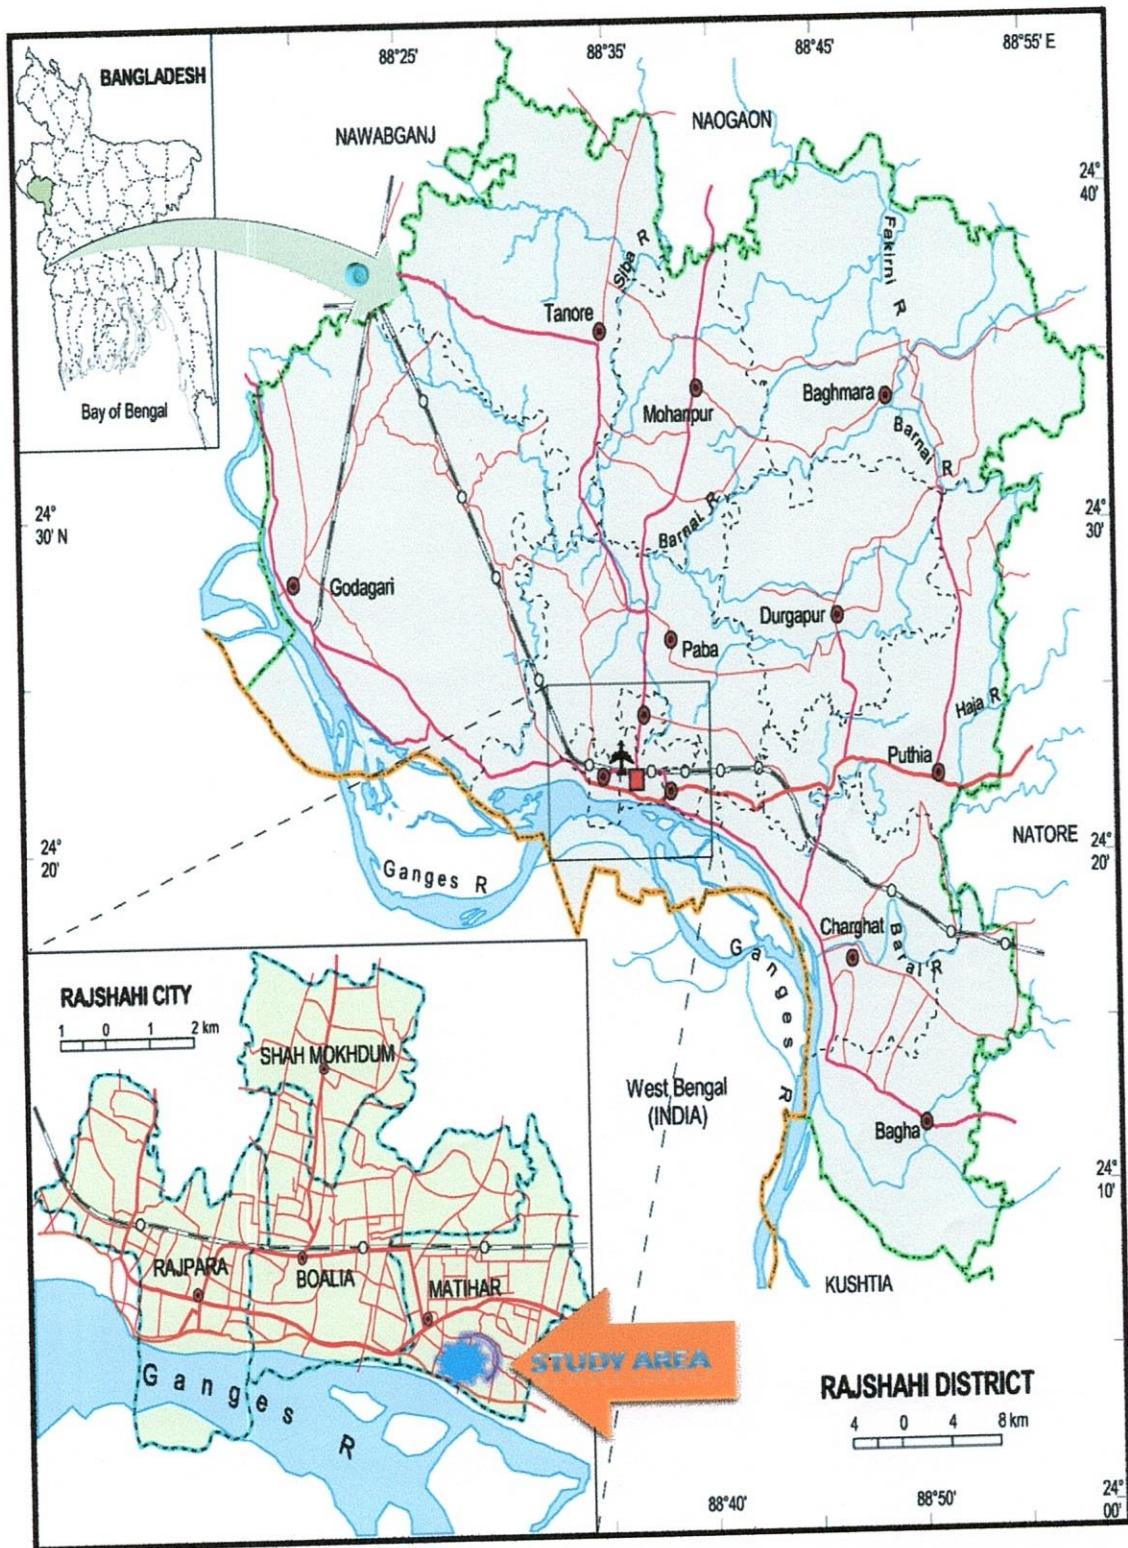 88°25'
88°35'
88°45'
88°55' E
BANGLADESH
Bay of Bengal
NAWABGANJ
NAOGAON
24°
40'
Siba R
Fakirni R
Tanore
Mohanpur
Baghmara
Barnai R
Barnai R
24°
30' N
24°
30'
Godagari
Durgapur
Paba
Haja R
Puthia
NATORE
24°
20'
24°
20'
Ganges R
Charghat
Baral R
Ganges R
West Bengal
(INDIA)
Bagha
24°
10'
KUSHTIA
RAJSHAHI CITY
1 0 1 2 km
SHAH MOKHDUM
RAJPARA
BOALIA
MATIHAR
STUDY AREA
Ganges R
RAJSHAHI DISTRICT
4 0 4 8 km
88°40'
88°50'
24°
00'